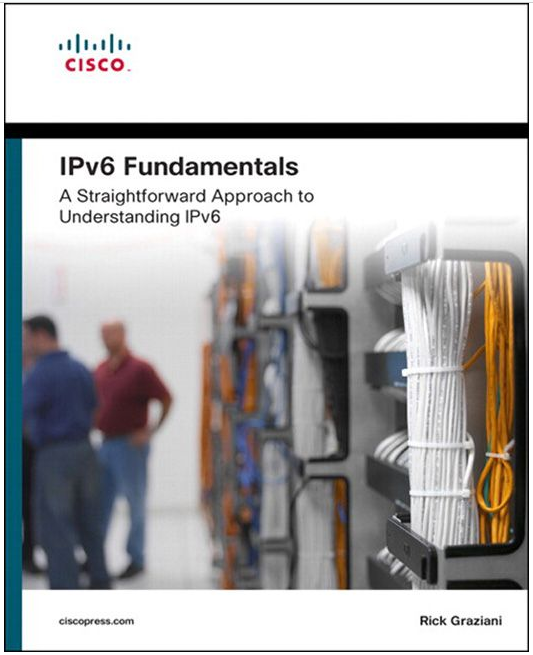 CISCO
IPv6 Fundamentals
A Straightforward Approach to
Understanding IPv6
ciscopress.com
Rick Graziani